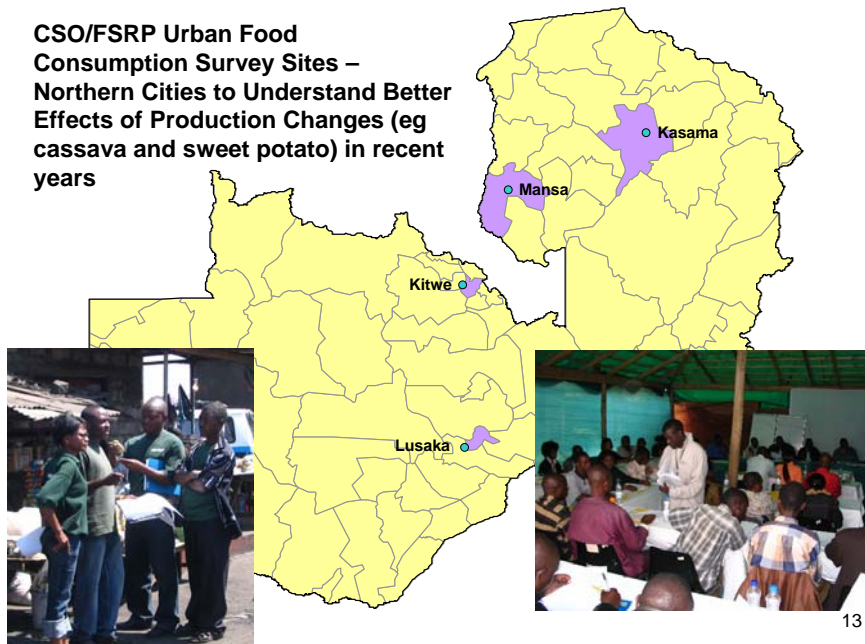 CSO/FSRP Urban Food
Consumption Survey Sites –
Northern Cities to Understand Better
Effects of Production Changes (eg
cassava and sweet potato) in recent
years
Kasama
Mansa
Kitwe
Lusaka
13